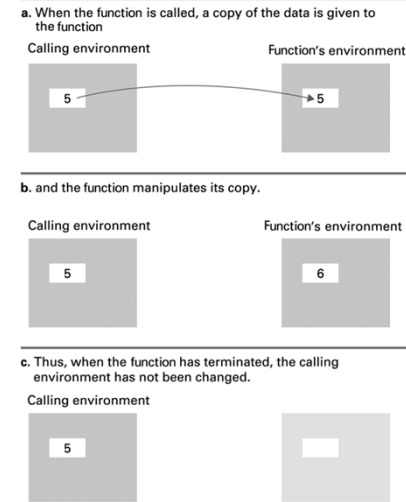 a. When the function is called, a copy of the data is given to
the function
Calling environment
Function's environment
5
5
b. and the function manipulates its copy.
Calling environment
Function's environment
5
6
c. Thus, when the function has terminated, the calling
environment has not been changed.
Calling environment
5